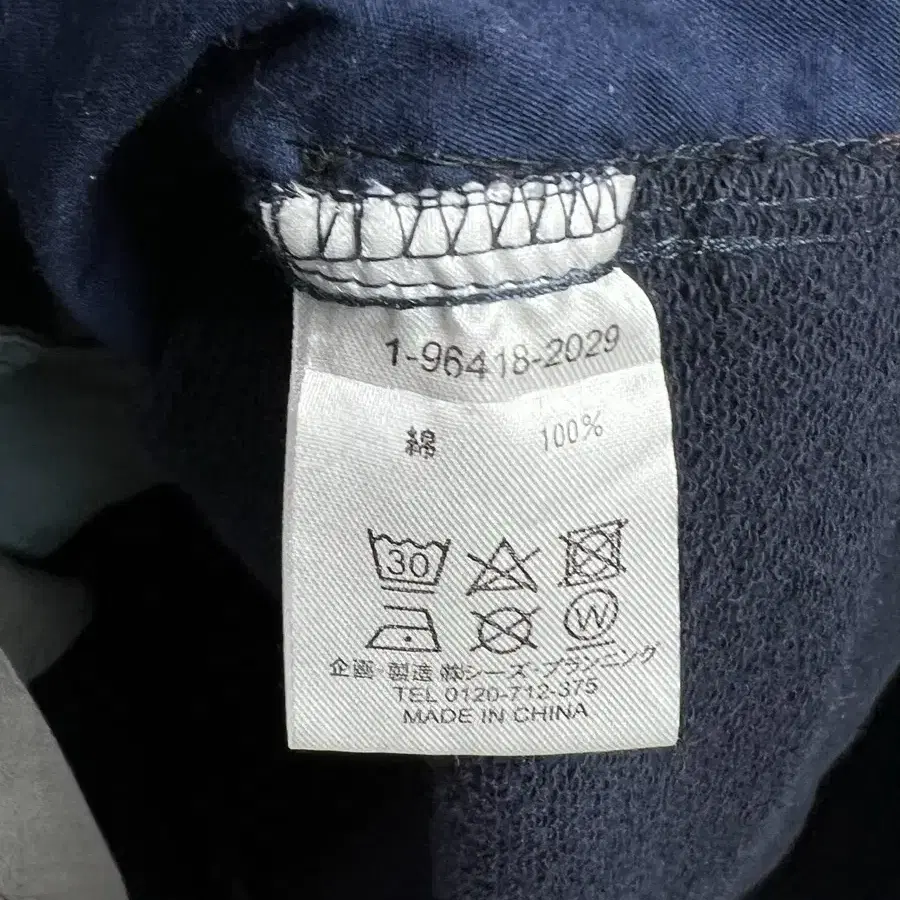 1-96418-2029
綿 100%
30
W
企画・製造 ㈱シーズ・プランニング
TEL 0120-712-375
MADE IN CHINA